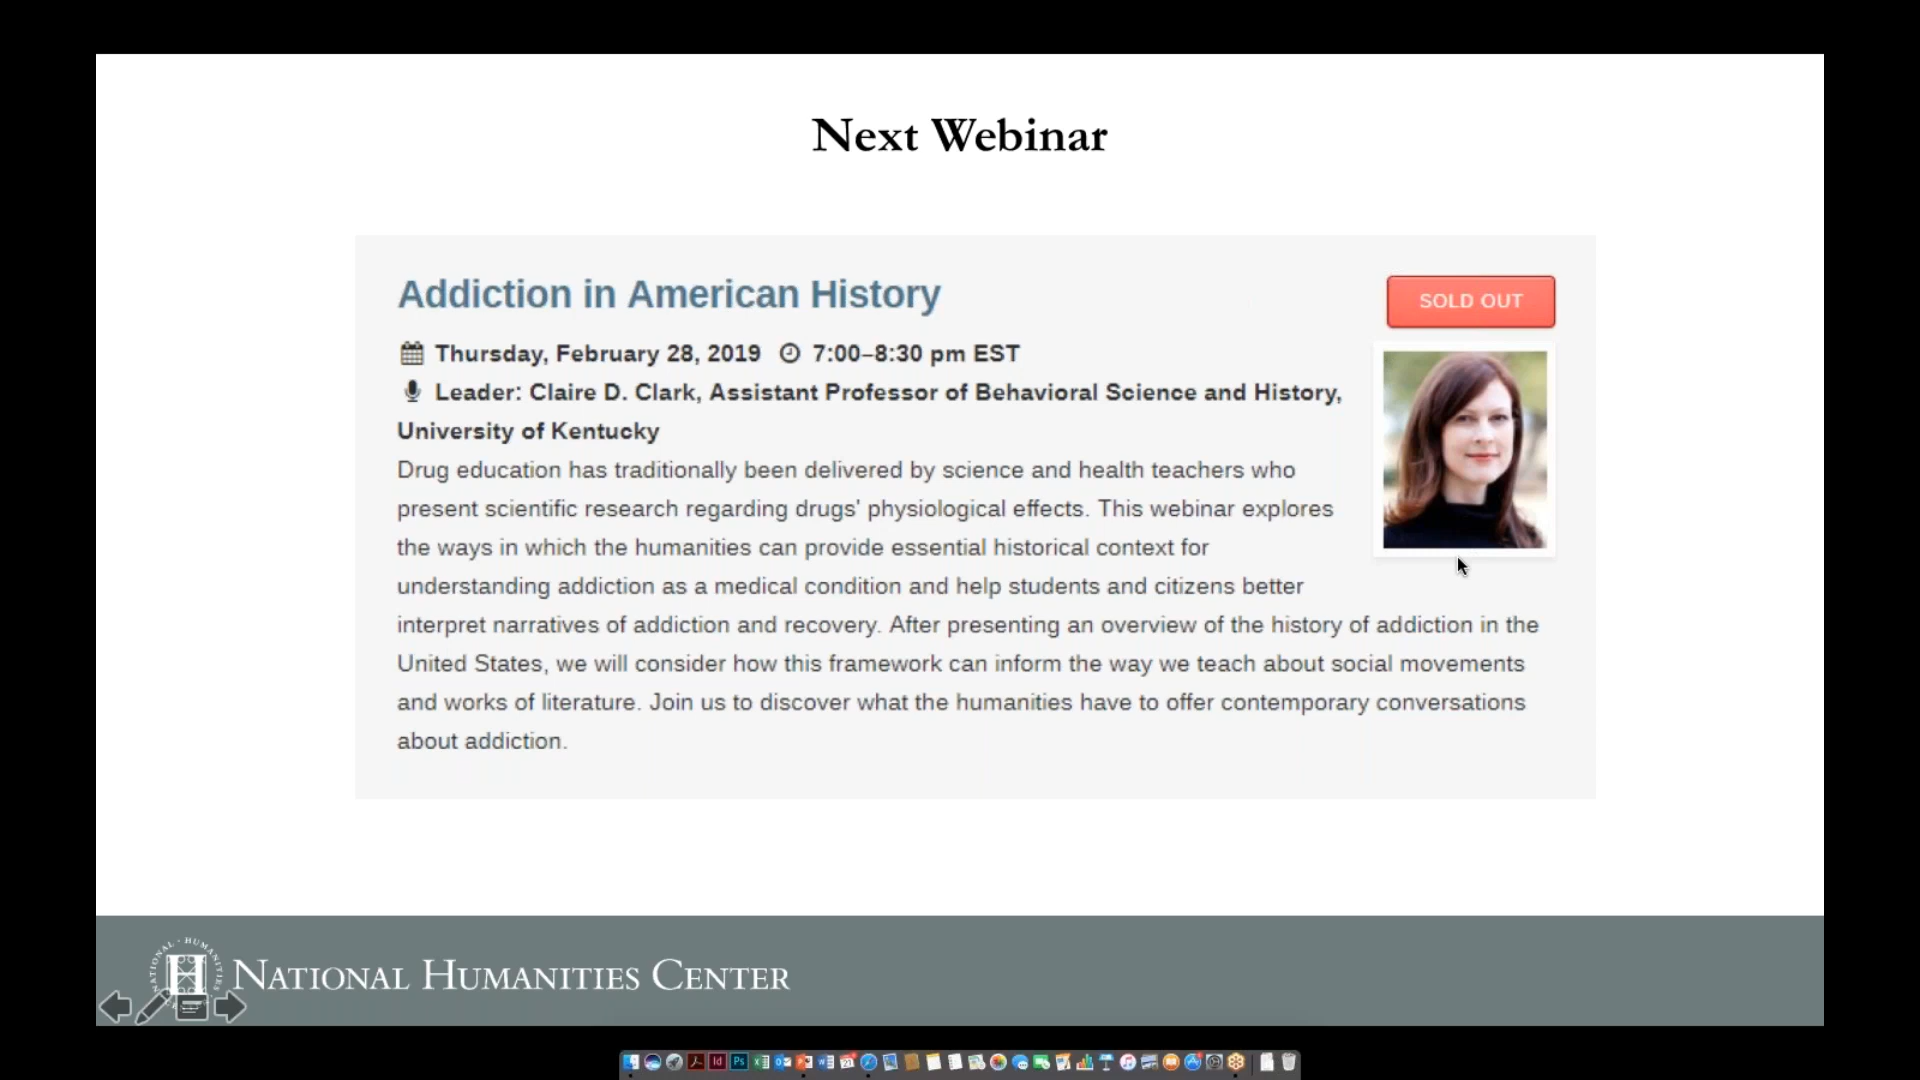 Next Webinar
Addiction in American History
SOLD OUT
Thursday, February 28, 2019 7:00–8:30 pm EST
Leader: Claire D. Clark, Assistant Professor of Behavioral Science and History,
University of Kentucky
Drug education has traditionally been delivered by science and health teachers who
present scientific research regarding drugs' physiological effects. This webinar explores
the ways in which the humanities can provide essential historical context for
understanding addiction as a medical condition and help students and citizens better
interpret narratives of addiction and recovery. After presenting an overview of the history of addiction in the
United States, we will consider how this framework can inform the way we teach about social movements
and works of literature. Join us to discover what the humanities have to offer contemporary conversations
about addiction.
NATIONAL HUMANITIES CENTER